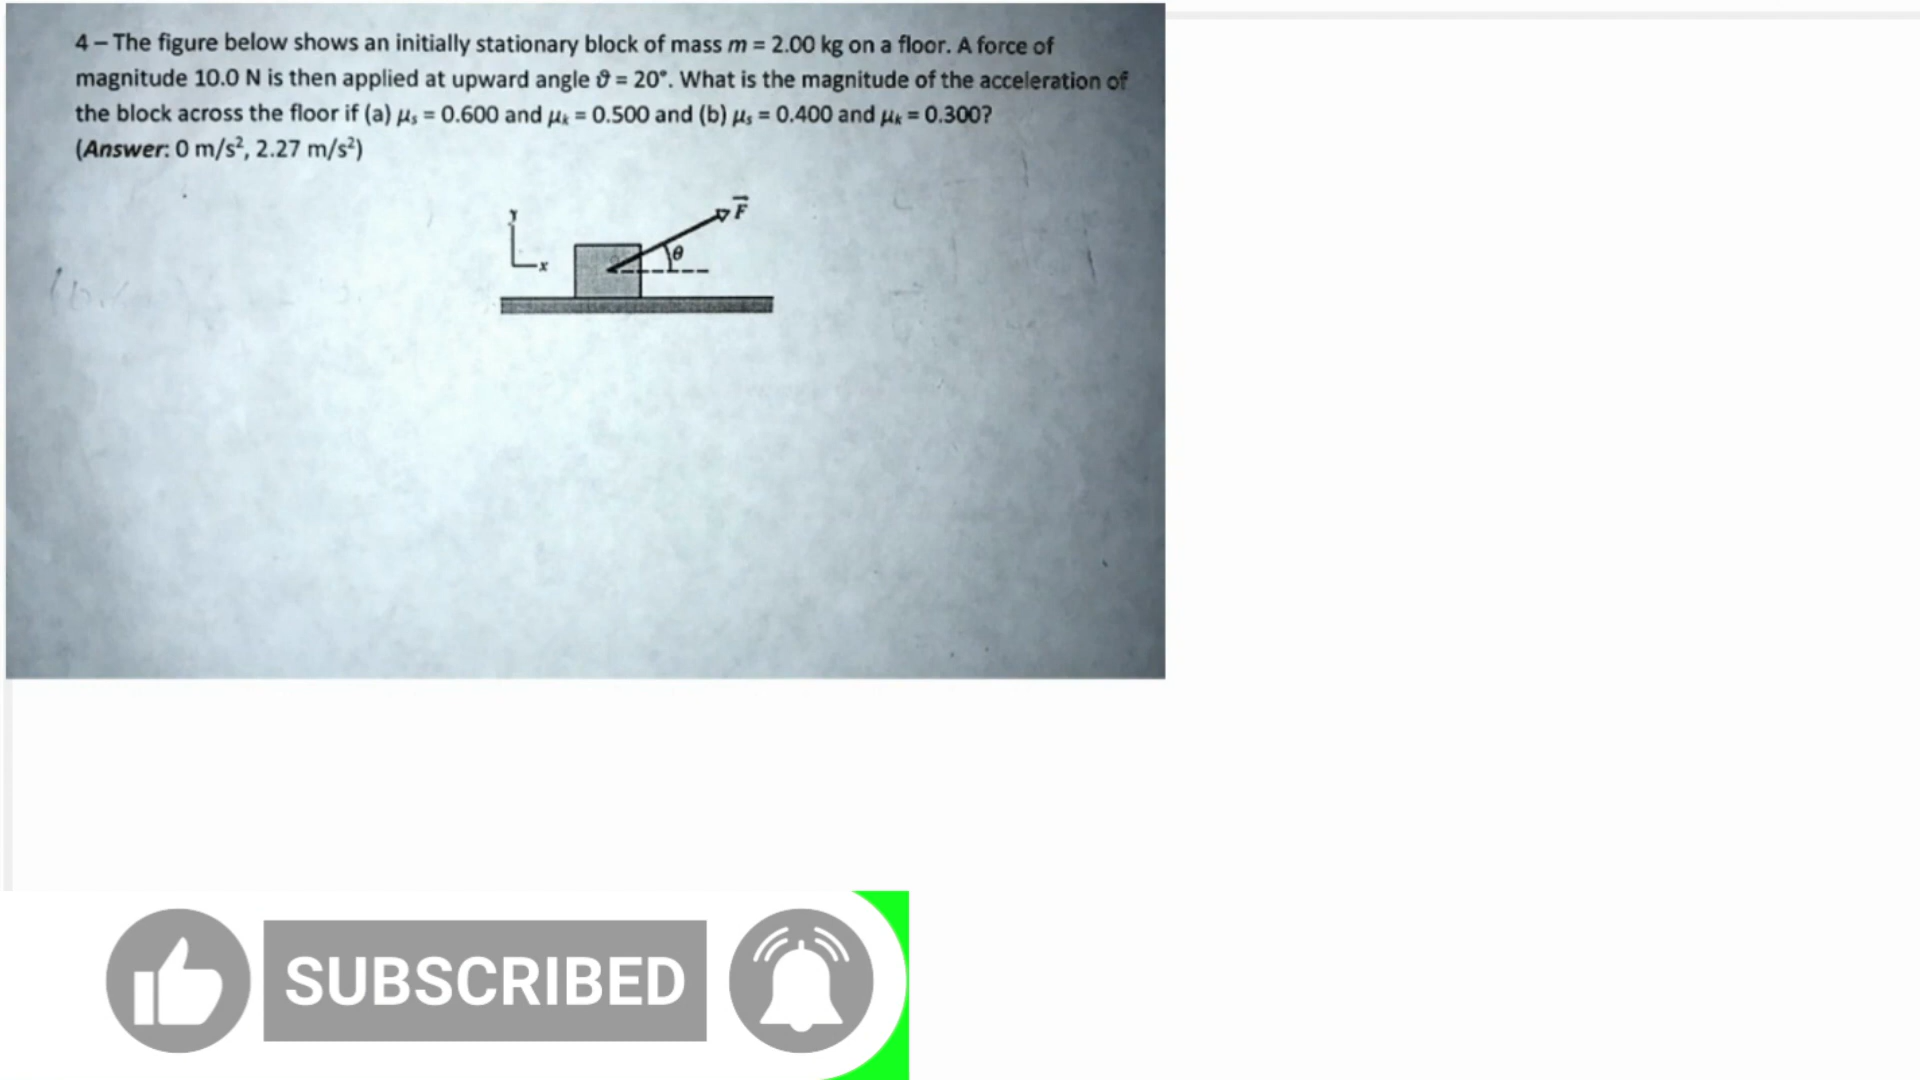 4 – The figure below shows an initially stationary block of mass m = 2.00 kg on a floor. A force of
magnitude 10.0 N is then applied at upward angle ϑ = 20°. What is the magnitude of the acceleration of
the block across the floor if (a) μs = 0.600 and μk = 0.500 and (b) μs = 0.400 and μk = 0.300?
(Answer: 0 m/s², 2.27 m/s²)
y
x
F
θ
SUBSCRIBED